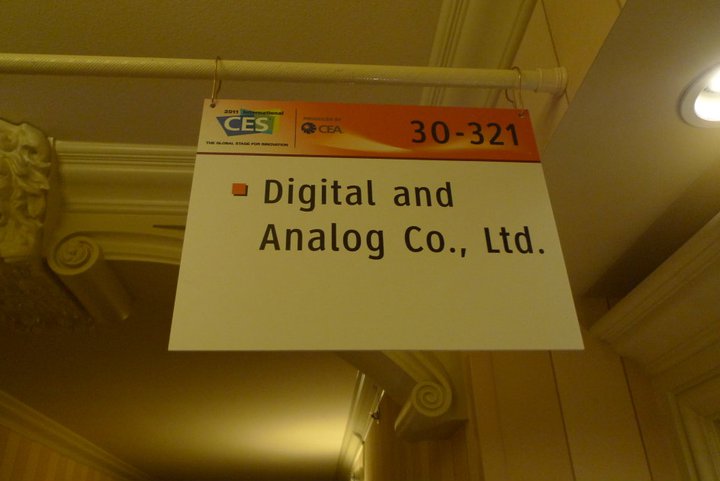 2011 International
CES
THE GLOBAL STAGE FOR INNOVATION
PRODUCED BY
CEA
30-321
Digital and
Analog Co., Ltd.